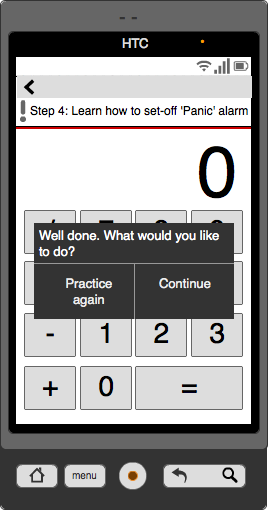 HTC
Step 4: Learn how to set-off 'Panic' alarm
0
Well done. What would you like
to do?
Practice Continue
again
- 1 2 3
+ 0 =
menu